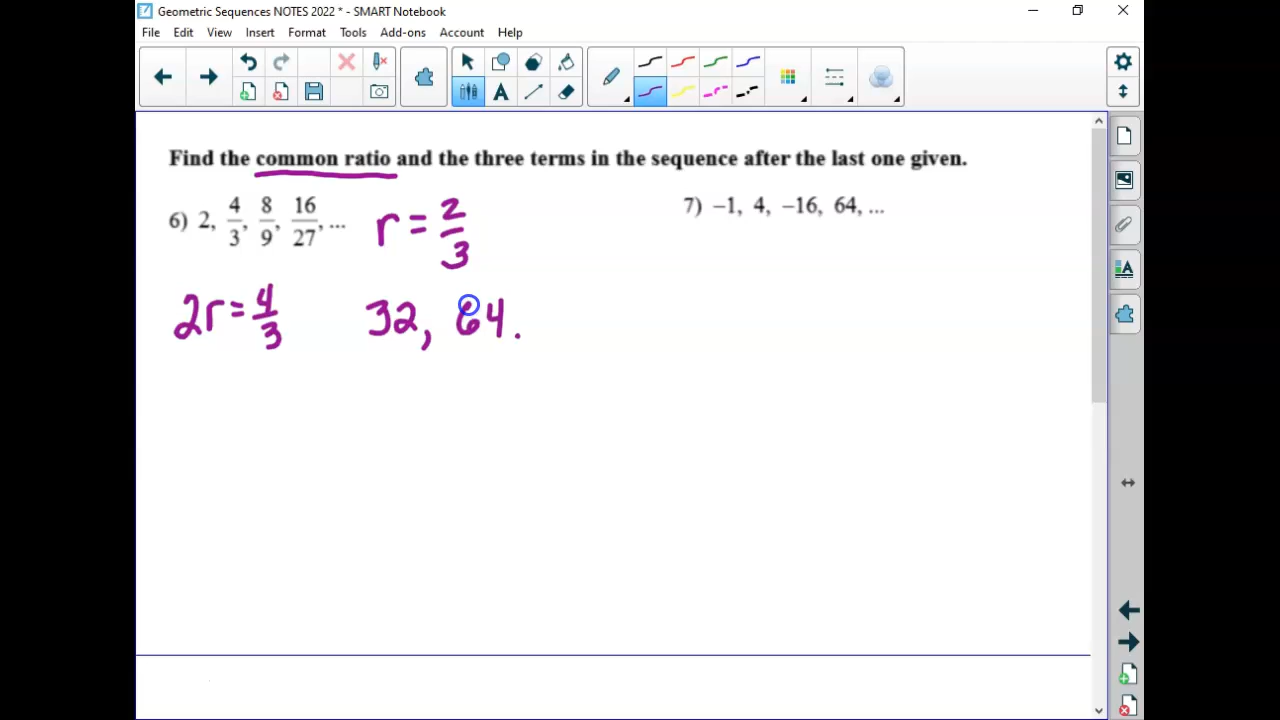 Geometric Sequences NOTES 2022 * - SMART Notebook
File Edit View Insert Format Tools Add-ons Account Help
Find the common ratio and the three terms in the sequence after the last one given.
6) 2, 4/3, 8/9, 16/27, ... r = 2/3
7) −1, 4, −16, 64, ...
2r = 4/3 32, 64.